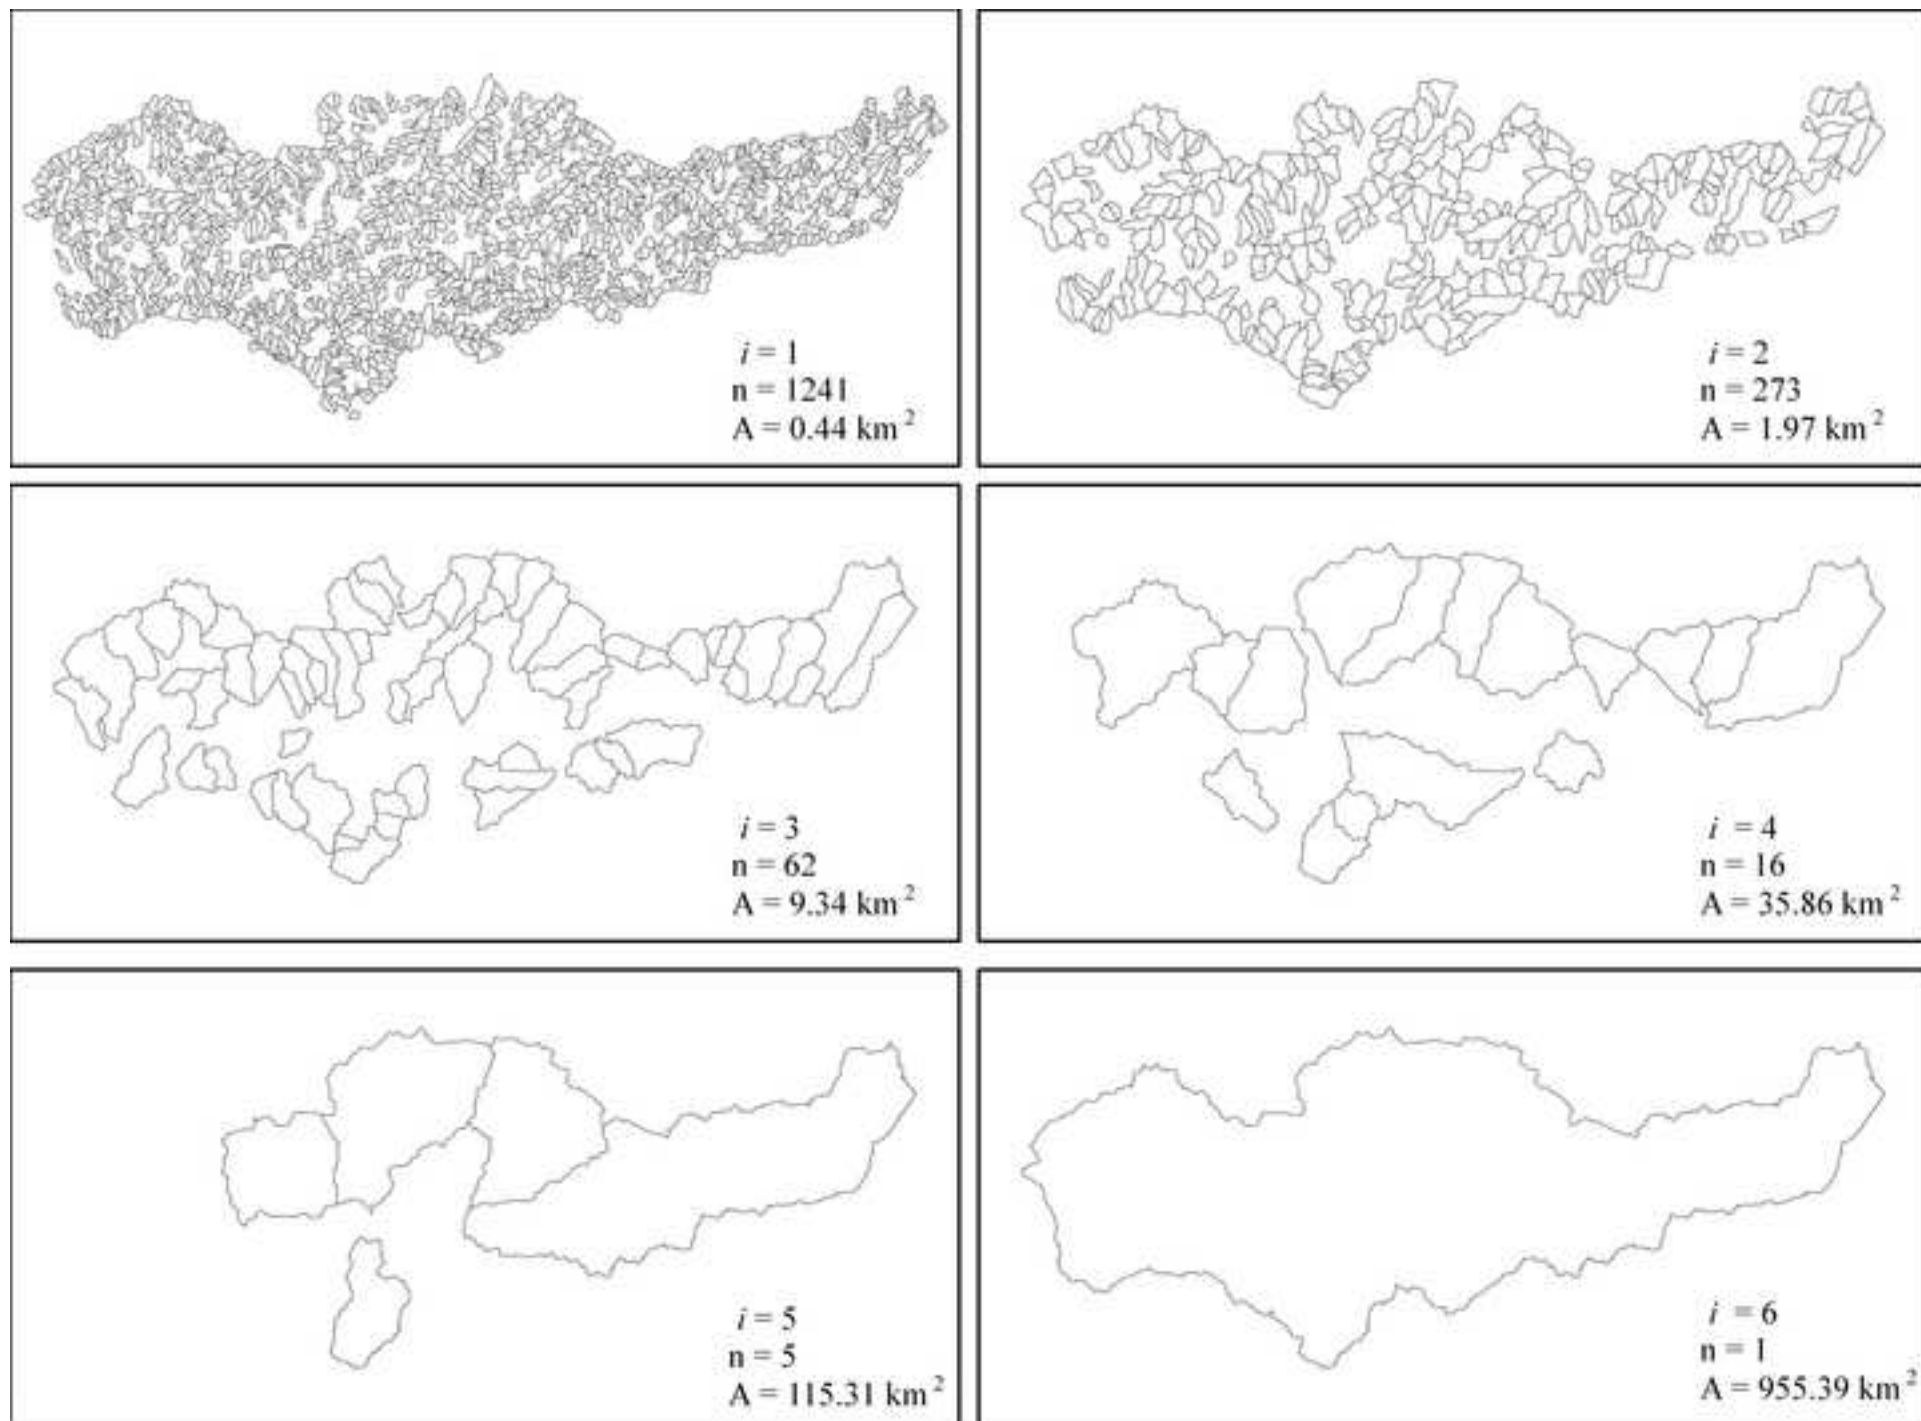 i = 1
n = 1241
A = 0.44 km²
i = 2
n = 273
A = 1.97 km²
i = 3
n = 62
A = 9.34 km²
i = 4
n = 16
A = 35.86 km²
i = 5
n = 5
A = 115.31 km²
i = 6
n = 1
A = 955.39 km²